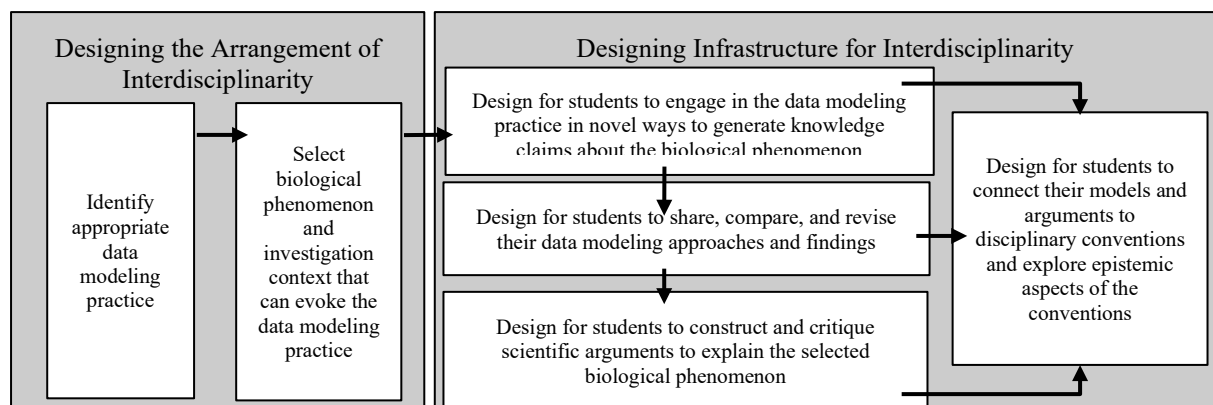 Designing the Arrangement of
Interdisciplinarity
Identify
appropriate
data
modeling
practice
Select
biological
phenomenon
and
investigation
context that
can evoke the
data modeling
practice
Designing Infrastructure for Interdisciplinarity
Design for students to engage in the data modeling
practice in novel ways to generate knowledge
claims about the biological phenomenon
Design for students to share, compare, and revise
their data modeling approaches and findings
Design for students to construct and critique
scientific arguments to explain the selected
biological phenomenon
Design for students to
connect their models and
arguments to
disciplinary conventions
and explore epistemic
aspects of the
conventions